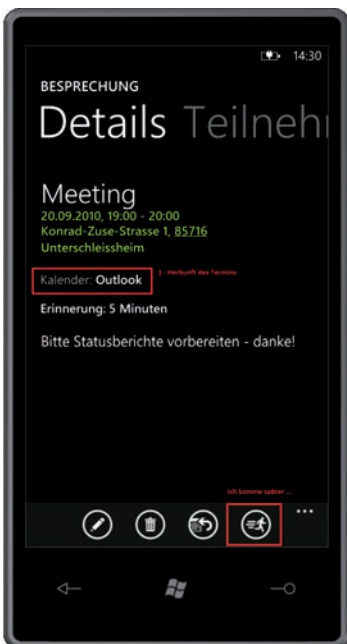 14:30
BESPRECHUNG
Details Teilnehm
Meeting
20.09.2010, 19:00 - 20:00
Konrad-Zuse-Strasse 1, 85716
Unterschleissheim
Kalender: Outlook
1 - Herkunft des Termins
Erinnerung: 5 Minuten
Bitte Statusberichte vorbereiten - danke!
Ich komme später ...